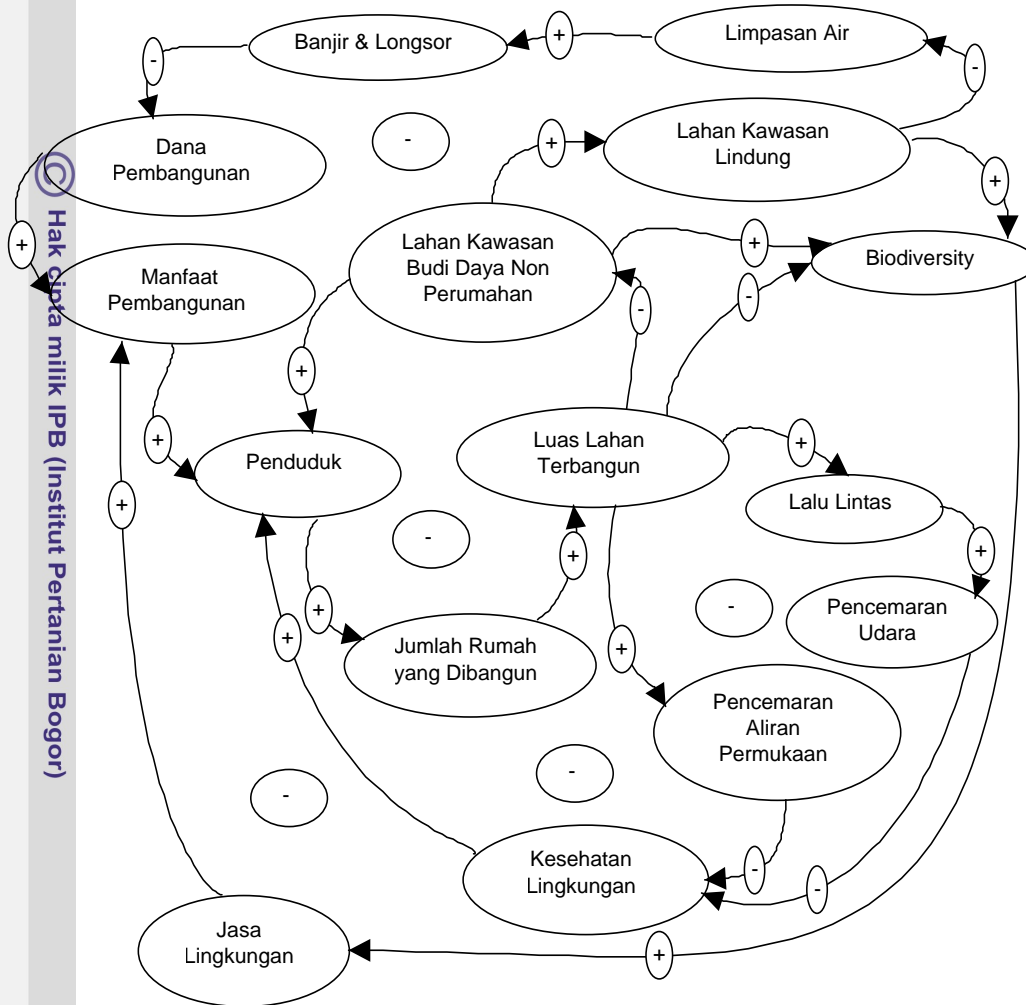 Banjir & Longsor
+
Limpasan Air
-
-
Dana
Pembangunan
-
+
Lahan Kawasan
Lindung
+
+
Manfaat
Pembangunan
Lahan Kawasan
Budi Daya Non
Perumahan
+
-
-
Biodiversity
+
+
Penduduk
Luas Lahan
Terbangun
+
Lalu Lintas
+
-
+
+
+
Jumlah Rumah
yang Dibangun
+
+
-
Pencemaran
Udara
Pencemaran
Aliran
Permukaan
-
-
Kesehatan
Lingkungan
-
-
Jasa
Lingkungan
+
© Hak cipta milik IPB (Institut Pertanian Bogor)